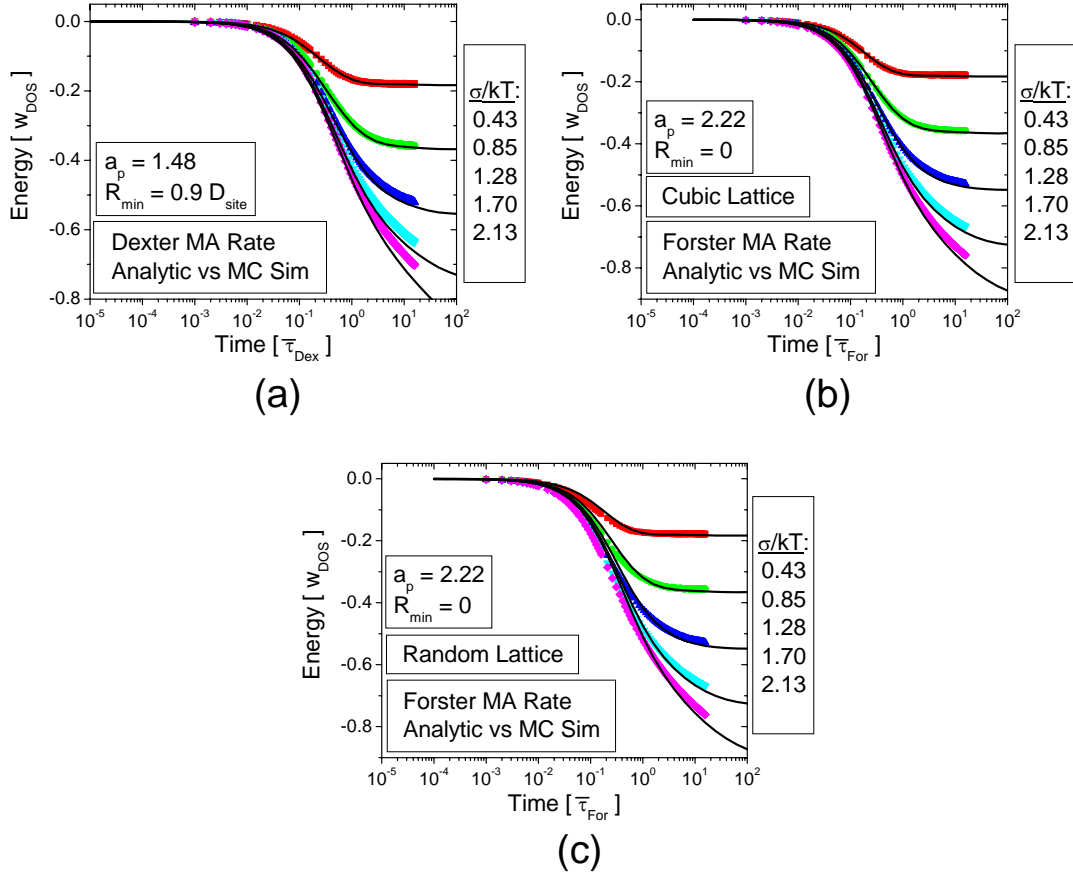 0.0
-0.2
-0.4
-0.6
-0.8
Energy [ w_DOS ]
a_p = 1.48
R_min = 0.9 D_site
Dexter MA Rate
Analytic vs MC Sim
10^-5 10^-4 10^-3 10^-2 10^-1 10^0 10^1 10^2
Time [ τ̅_Dex ]
σ/kT:
0.43
0.85
1.28
1.70
2.13
(a)
0.0
-0.2
-0.4
-0.6
-0.8
Energy [ w_DOS ]
a_p = 2.22
R_min = 0
Cubic Lattice
Forster MA Rate
Analytic vs MC Sim
10^-5 10^-4 10^-3 10^-2 10^-1 10^0 10^1 10^2
Time [ τ̅_For ]
σ/kT:
0.43
0.85
1.28
1.70
2.13
(b)
0.0
-0.2
-0.4
-0.6
-0.8
Energy [ w_DOS ]
a_p = 2.22
R_min = 0
Random Lattice
Forster MA Rate
Analytic vs MC Sim
10^-5 10^-4 10^-3 10^-2 10^-1 10^0 10^1 10^2
Time [ τ̅_For ]
σ/kT:
0.43
0.85
1.28
1.70
2.13
(c)